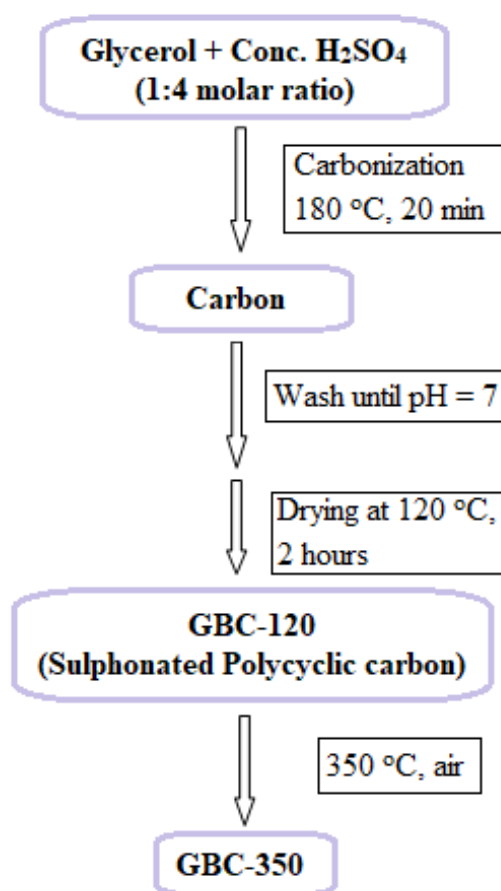 Glycerol + Conc. H₂SO₄
(1:4 molar ratio)
Carbonization
180 °C, 20 min
Carbon
Wash until pH = 7
Drying at 120 °C,
2 hours
GBC-120
(Sulphonated Polycyclic carbon)
350 °C, air
GBC-350